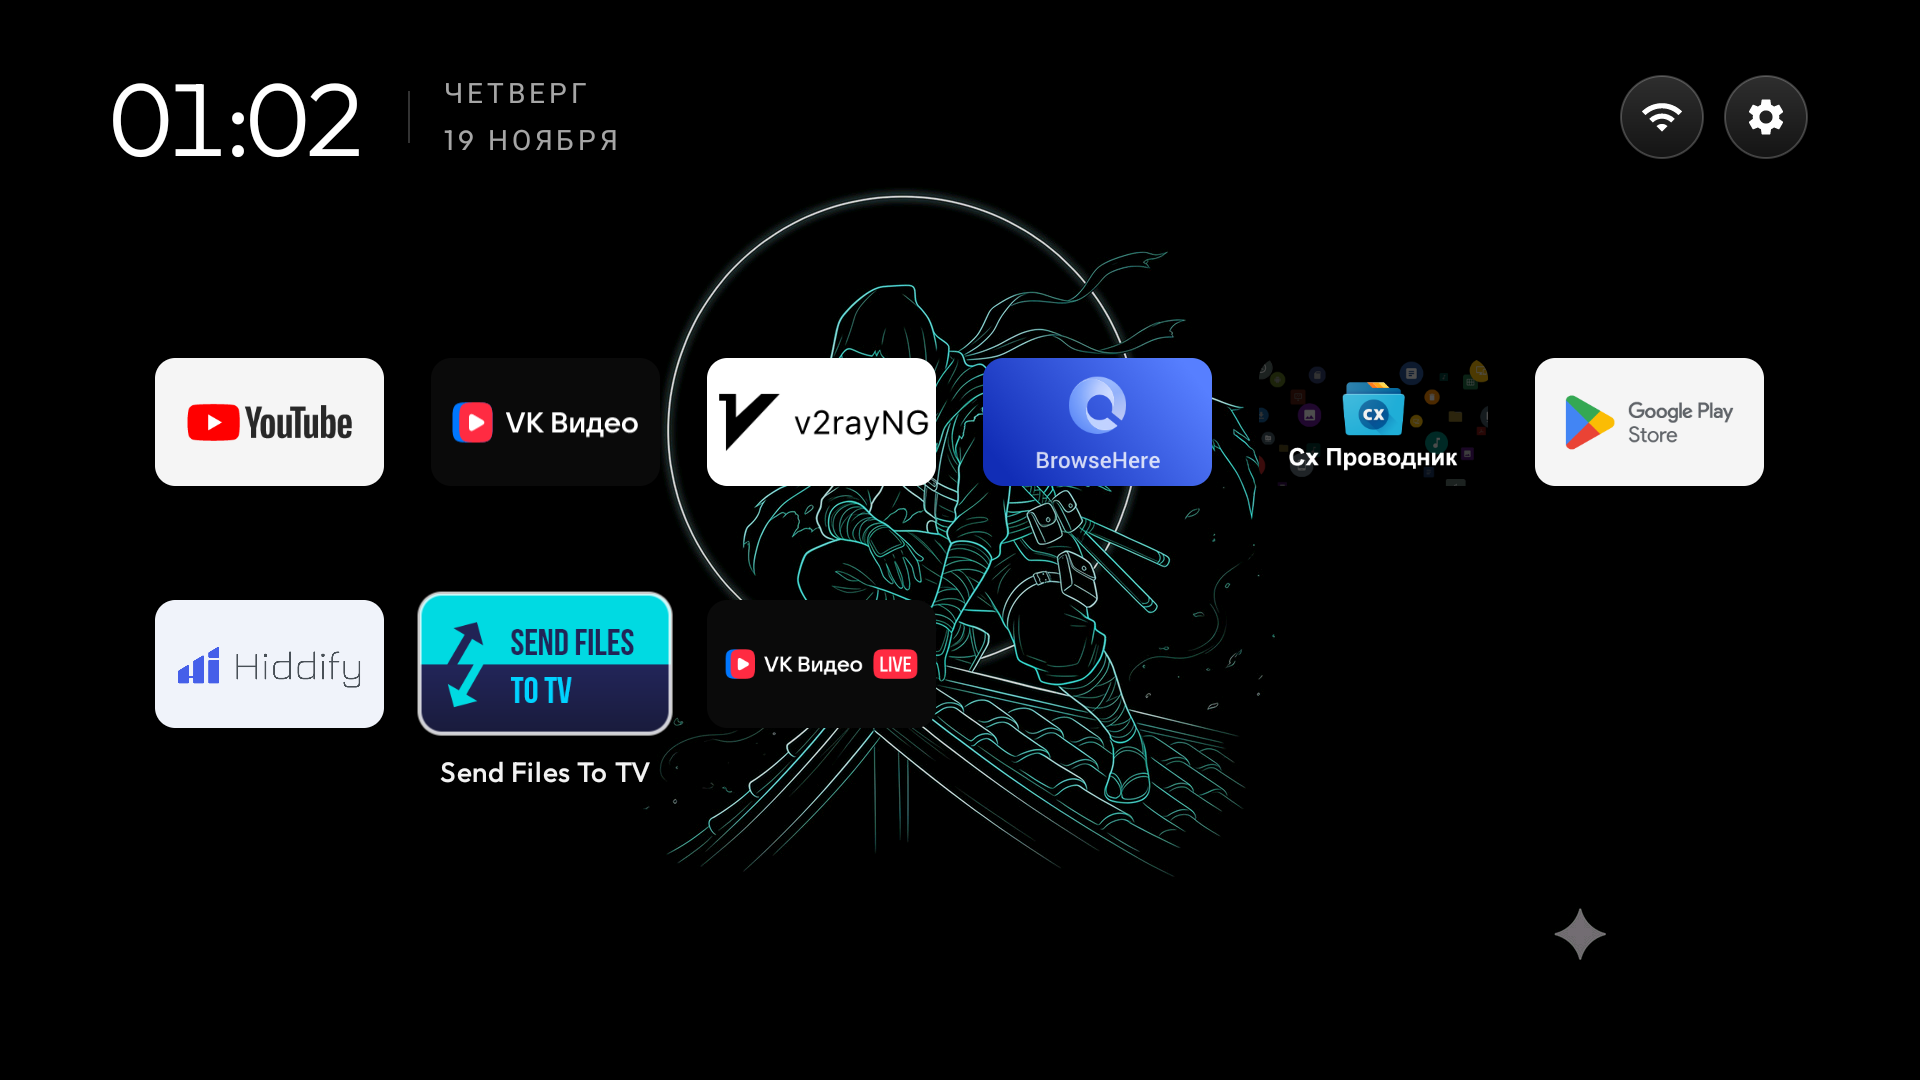 01:02
ЧЕТВЕРГ
19 НОЯБРЯ
YouTube
VK Видео
v2rayNG
BrowseHere
cx
Cx Проводник
Google Play
Store
Hiddify
SEND FILES
TO TV
VK Видео LIVE
Send Files To TV